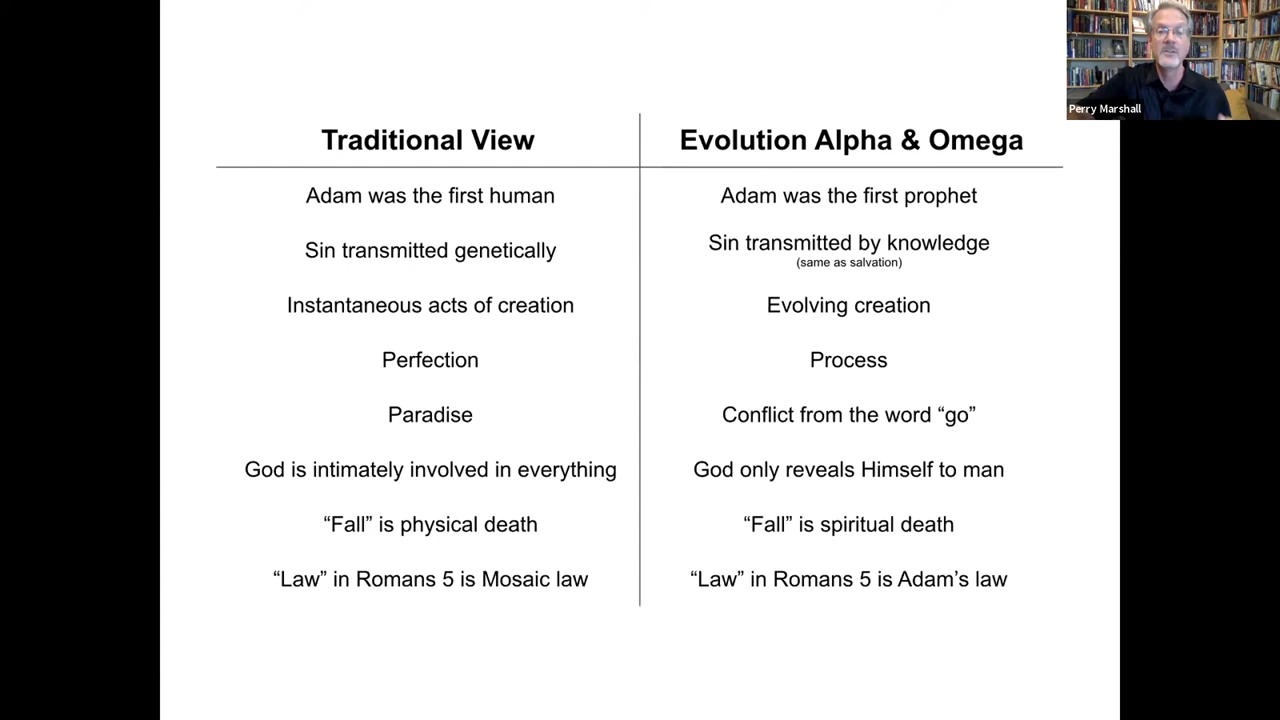 Perry Marshall
Traditional View
Evolution Alpha & Omega
Adam was the first human
Adam was the first prophet
Sin transmitted genetically
Sin transmitted by knowledge
(same as salvation)
Instantaneous acts of creation
Evolving creation
Perfection
Process
Paradise
Conflict from the word “go”
God is intimately involved in everything
God only reveals Himself to man
“Fall” is physical death
“Fall” is spiritual death
“Law” in Romans 5 is Mosaic law
“Law” in Romans 5 is Adam’s law